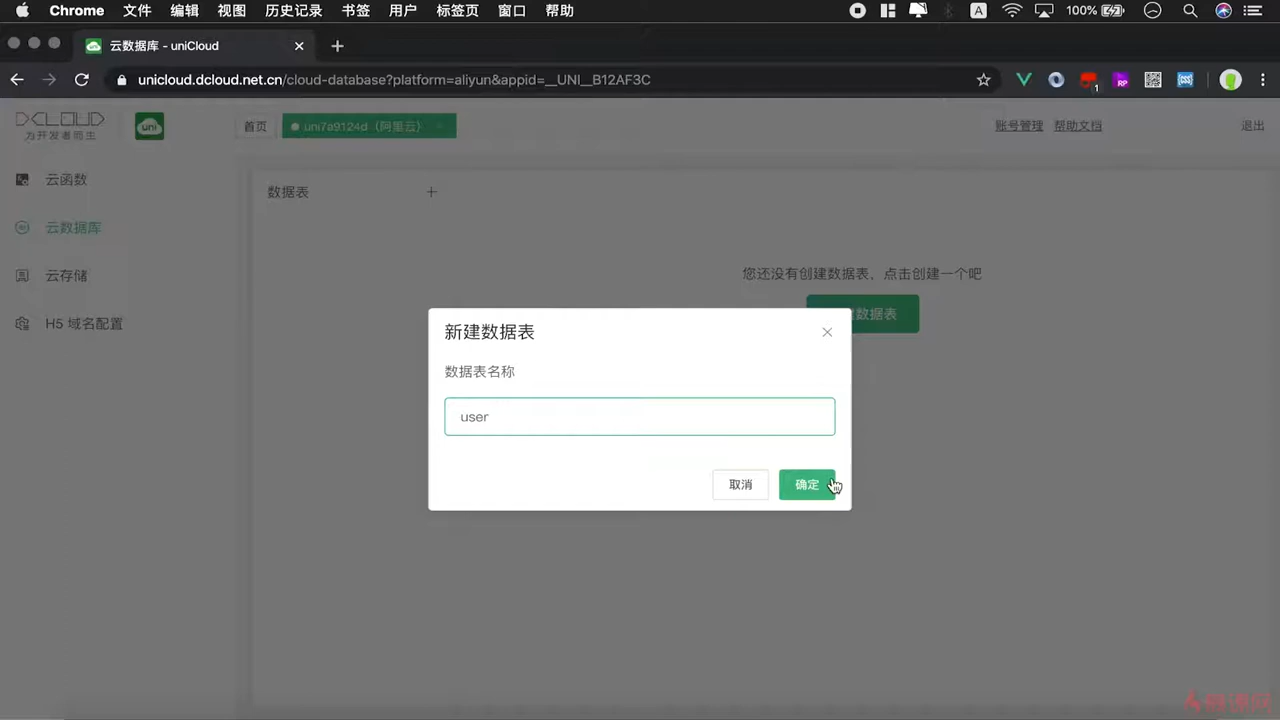 Chrome 文件 编辑 视图 历史记录 书签 用户 标签页 窗口 帮助 A 100%
云数据库 - uniCloud
unicloud.dcloud.net.cn/cloud-database?platform=aliyun&appid=__UNI__B12AF3C
RP
1
DCLOUD
为开发者而生
uni
首页
uni7a9124d（阿里云）
账号管理 帮助文档
退出
云函数
云数据库
云存储
H5 域名配置
数据表 +
您还没有创建数据表，点击创建一个吧
数据表
新建数据表
数据表名称
user
取消
确定
慕课网